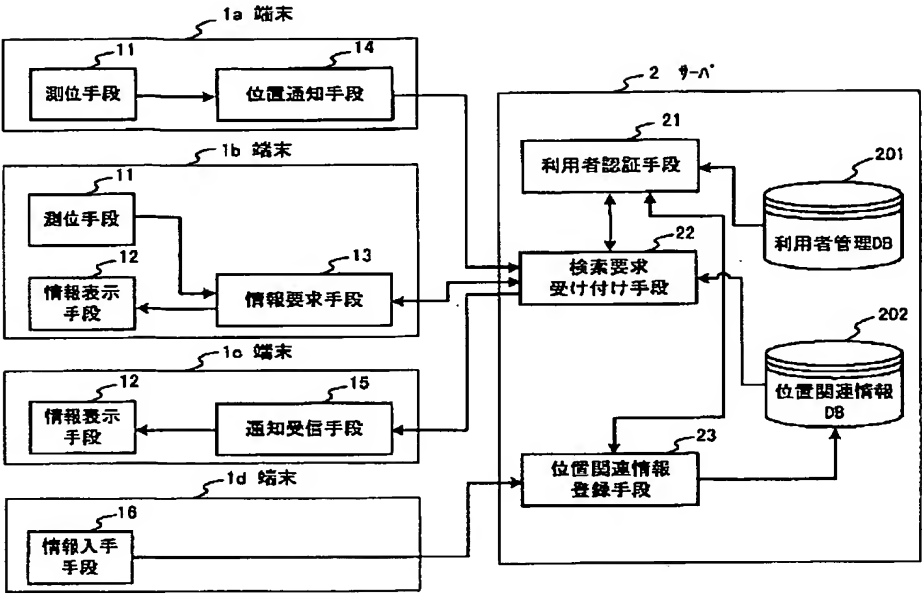 1a 端末
11
測位手段
14
位置通知手段
1b 端末
11
測位手段
12
情報表示
手段
13
情報要求手段
1c 端末
12
情報表示
手段
15
通知受信手段
1d 端末
16
情報入手
手段
2 サーバ
21
利用者認証手段
22
検索要求
受け付け手段
23
位置関連情報
登録手段
201
利用者管理DB
202
位置関連情報
DB